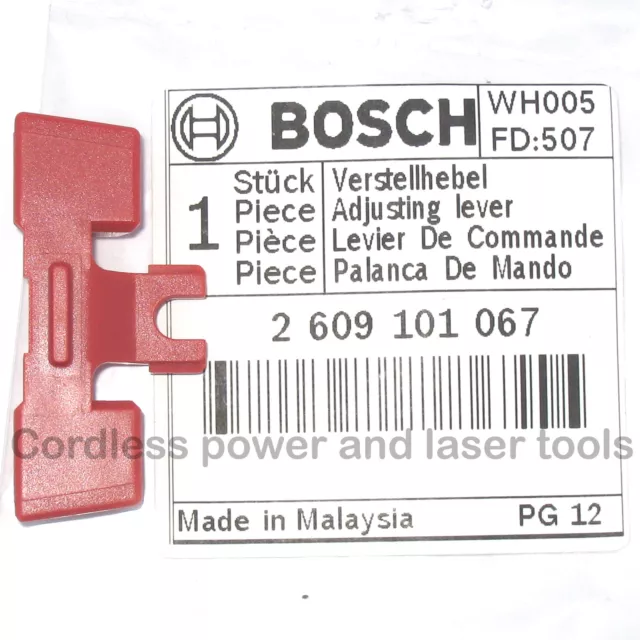 BOSCH
WH005
FD:507
1
Stück Verstellhebel
Piece Adjusting lever
Pièce Levier De Commande
Piece Palanca De Mando
2 609 101 067
Cordless power and laser tools
Made in Malaysia PG 12